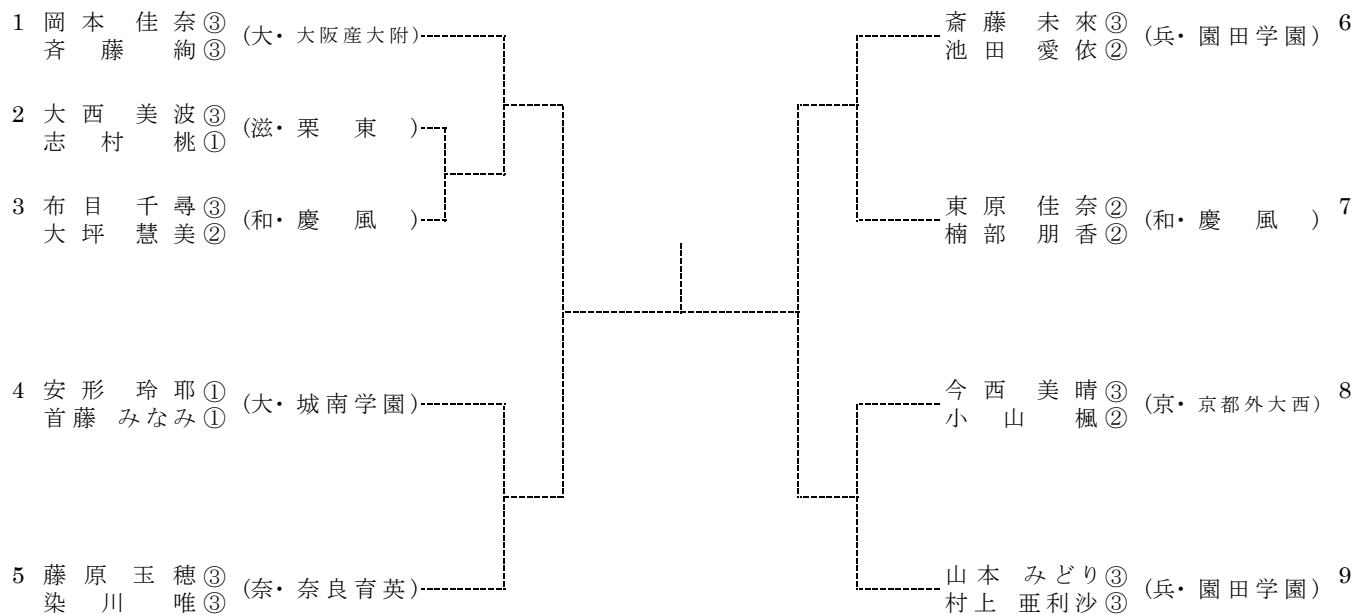 1 岡本 佳奈③ (大・大阪産大附)
斉藤 絢③
2 大西 美波③ (滋・栗東)
志村 桃①
3 布目 千尋③ (和・慶風)
大坪 慧美②
4 安形 玲耶① (大・城南学園)
首藤 みなみ①
5 藤原 玉穂③ (奈・奈良育英)
染川 唯③
斎藤 未來③ (兵・園田学園) 6
池田 愛依②
東原 佳奈② (和・慶風) 7
楠部 朋香②
今西 美晴③ (京・京都外大西) 8
小山 楓②
山本 みどり③ (兵・園田学園) 9
村上 亜利沙③